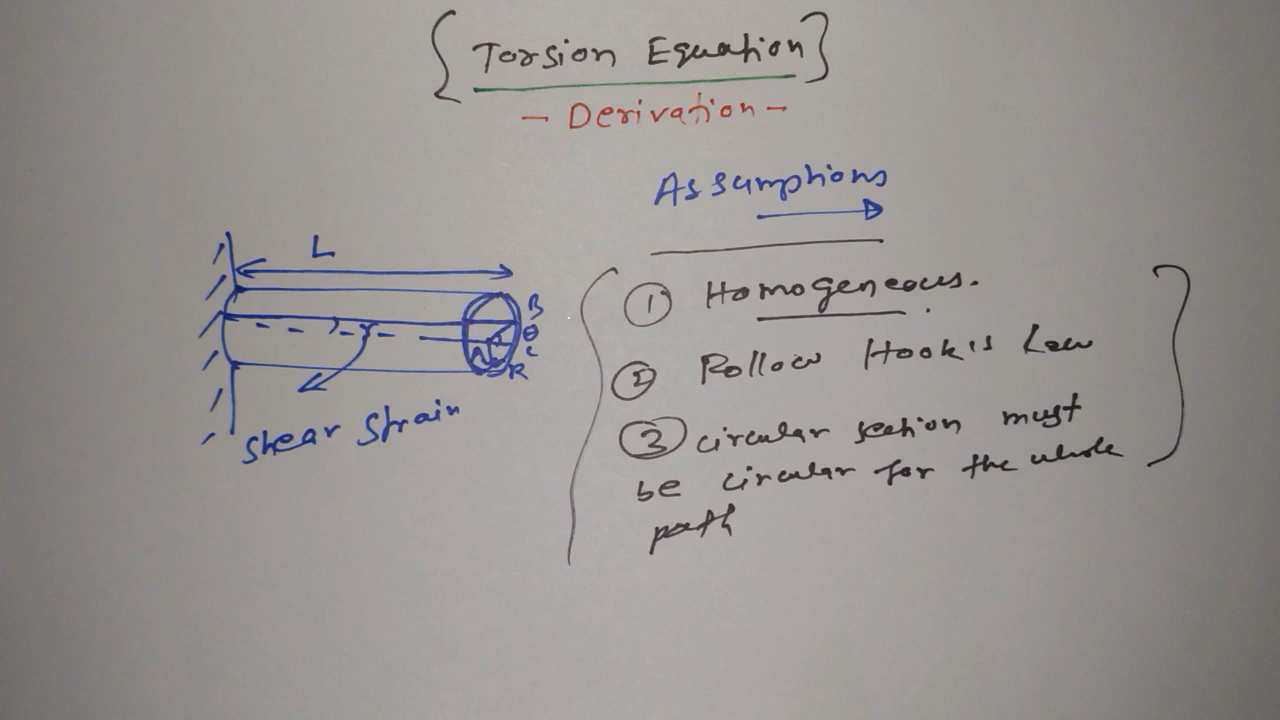 {Torsion Equation}
- Derivation -
Assumptions
L
B
θ
C
R
Shear Strain
① Homogeneous.
② Follow Hook's Law
③ circular section must
be circular for the whole
path